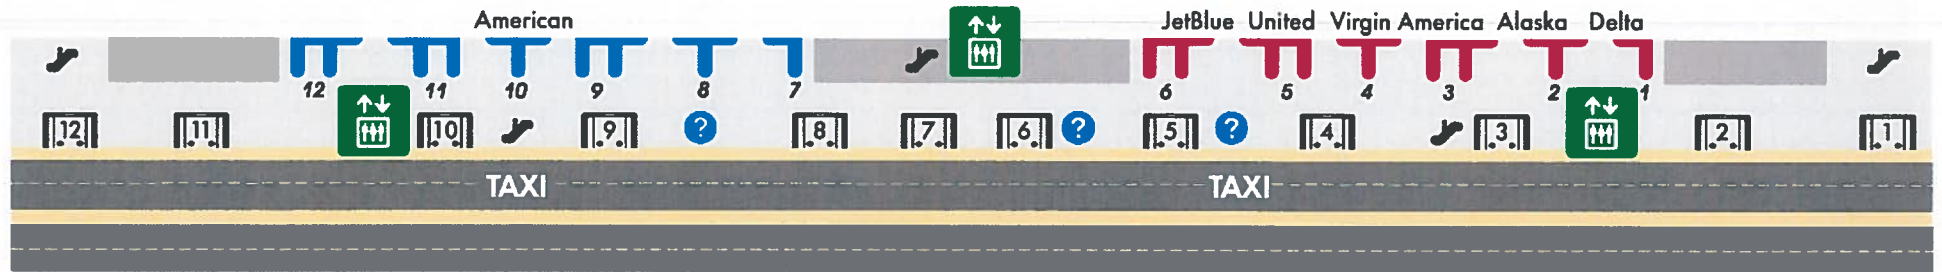 American
JetBlue United Virgin America Alaska Delta
12 11 10 9 8 7 6 5 4 3 2 1
12 11 10 9 ? 8 7 6 ? 5 ? 4 3 2 1
TAXI TAXI